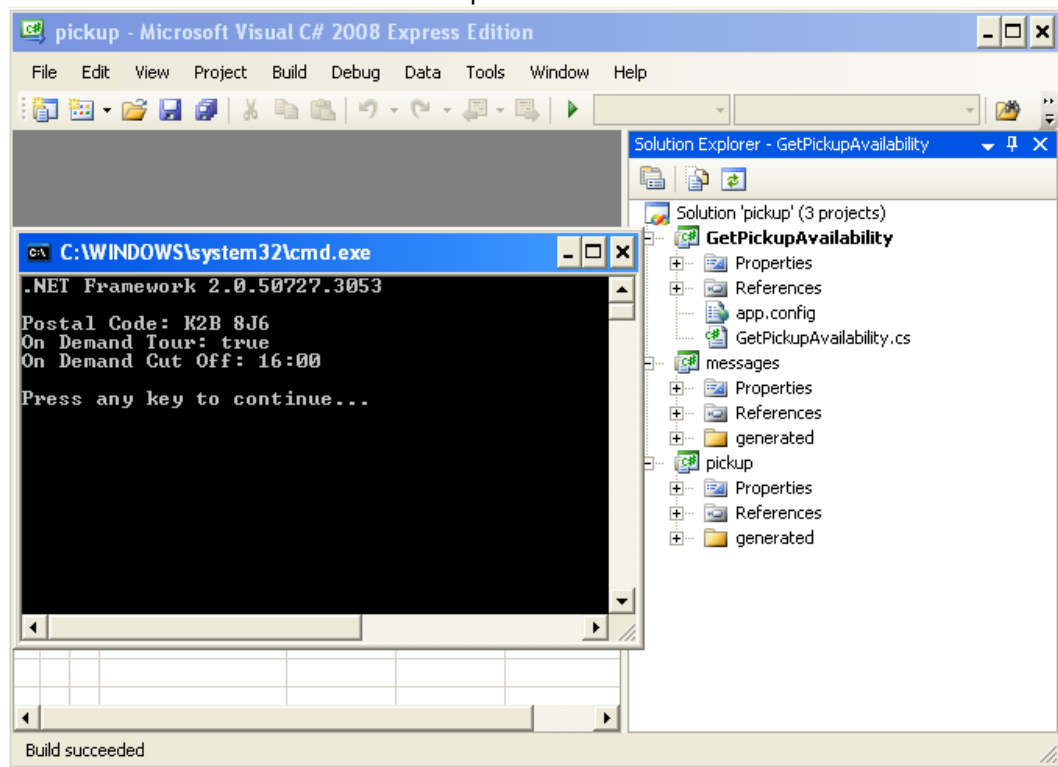 pickup - Microsoft Visual C# 2008 Express Edition
File Edit View Project Build Debug Data Tools Window Help
Solution Explorer - GetPickupAvailability
Solution 'pickup' (3 projects)
GetPickupAvailability
Properties
References
app.config
GetPickupAvailability.cs
messages
Properties
References
generated
pickup
Properties
References
generated
C:\WINDOWS\system32\cmd.exe
.NET Framework 2.0.50727.3053
Postal Code: K2B 8J6
On Demand Tour: true
On Demand Cut Off: 16:00
Press any key to continue...
Build succeeded